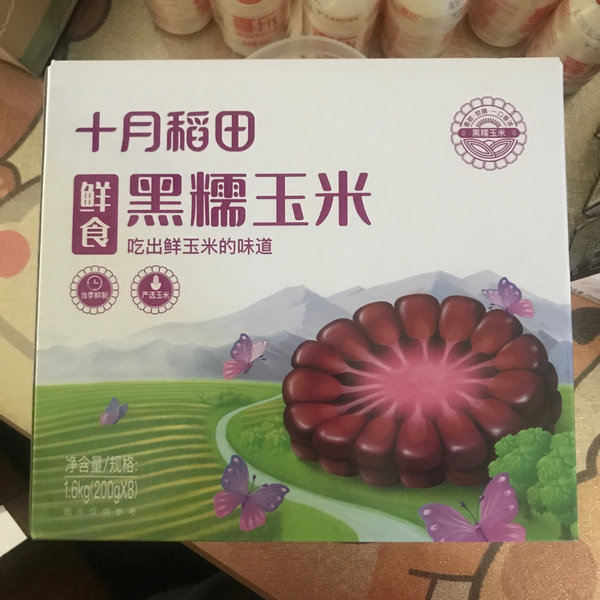 十月稻田
鲜食
黑糯玉米
吃出鲜玉米的味道
黑糯玉米
当季鲜制
严选玉米
净含量/规格:
1.6kg(200gX8)
图片仅供参考